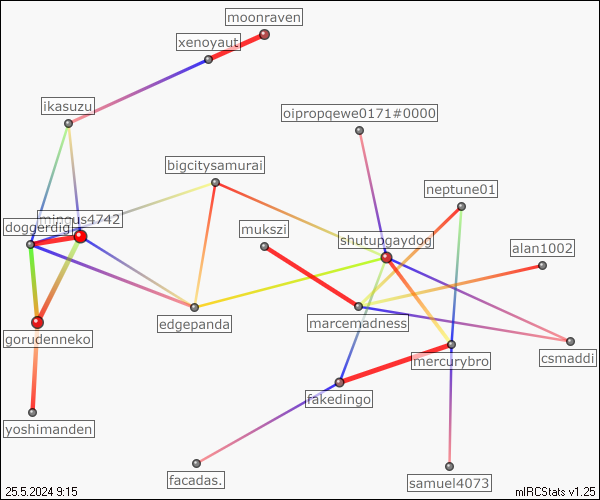 moonraven
xenoyaut
ikasuzu
oipropqewe0171#0000
bigcitysamurai
neptune01
mingus4742
doggerdig
mukszi
shutupgaydog
alan1002
edgepanda
marcemadness
gorudenneko
mercurybro
csmaddi
fakedingo
yoshimanden
facadas.
samuel4073
25.5.2024 9:15
mIRCStats v1.25